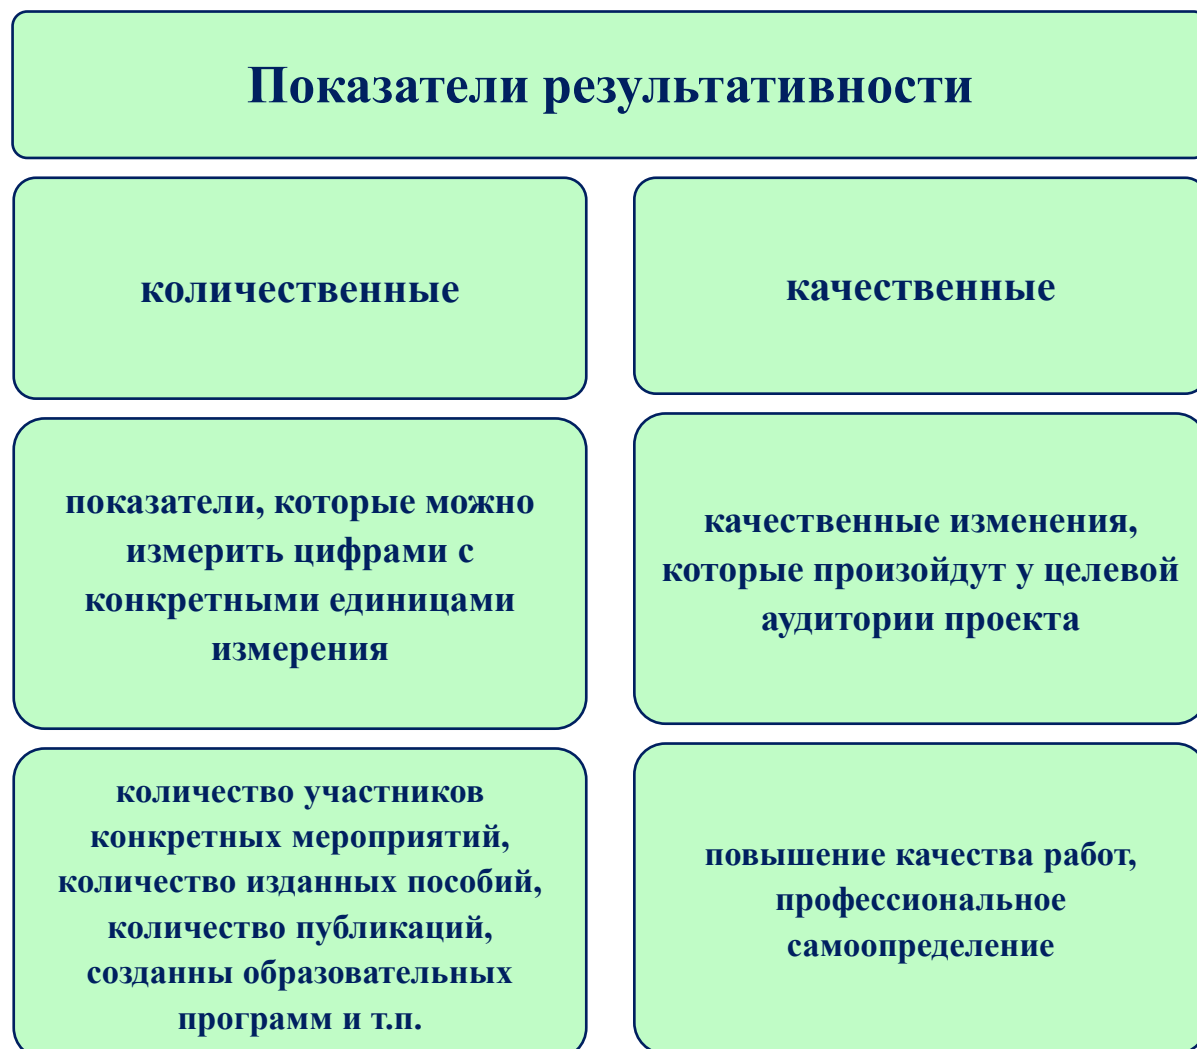 Показатели результативности
количественные
качественные
показатели, которые можно
измерить цифрами с
конкретными единицами
измерения
качественные изменения,
которые произойдут у целевой
аудитории проекта
количество участников
конкретных мероприятий,
количество изданных пособий,
количество публикаций,
созданны образовательных
программ и т.п.
повышение качества работ,
профессиональное
самоопределение